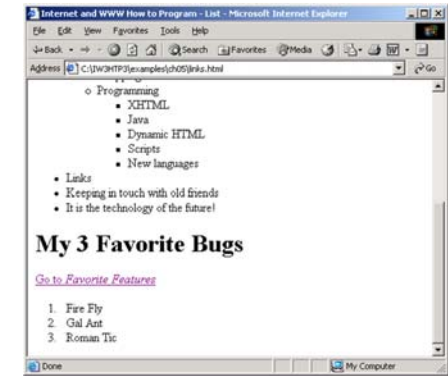 Internet and WWW How to Program - List - Microsoft Internet Explorer
File Edit View Favorites Tools Help
Back Search Favorites Media
Address C:\IW3HTP3\examples\ch05\links.html Go
Programming
XHTML
Java
Dynamic HTML
Scripts
New languages
Links
Keeping in touch with old friends
It is the technology of the future!
My 3 Favorite Bugs
Go to Favorite Features
1. Fire Fly
2. Gal Ant
3. Roman Tic
Done My Computer